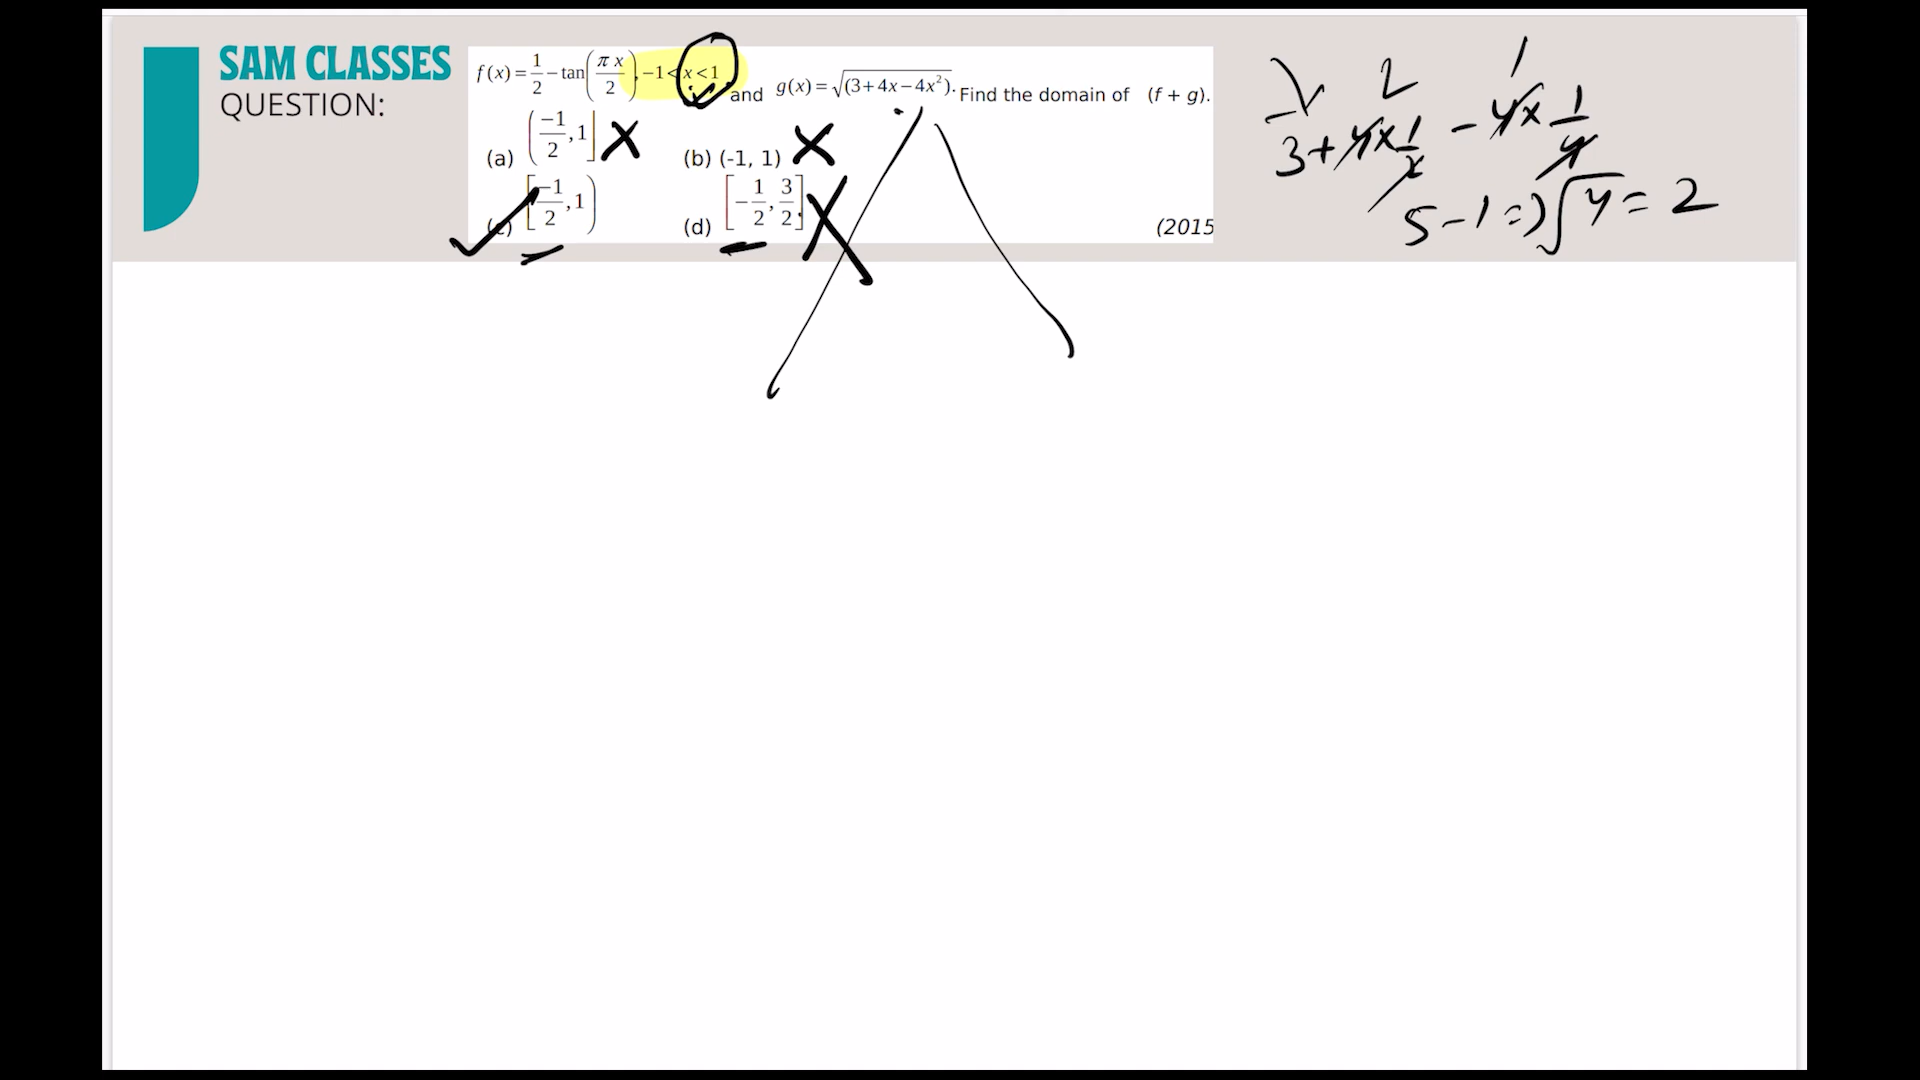 SAM CLASSES
QUESTION:
f(x) = 1/2 − tan(πx/2), −1 < x < 1 and g(x) = √(3 + 4x − 4x²). Find the domain of (f + g).
(a) (−1/2, 1] X (b) (-1, 1) X
(c) [−1/2, 1) (d) [−1/2, 3/2] X (2015
2 1
3 + 4 x 1/2 − 4 x 1/4
5 − 1 => √4 = 2